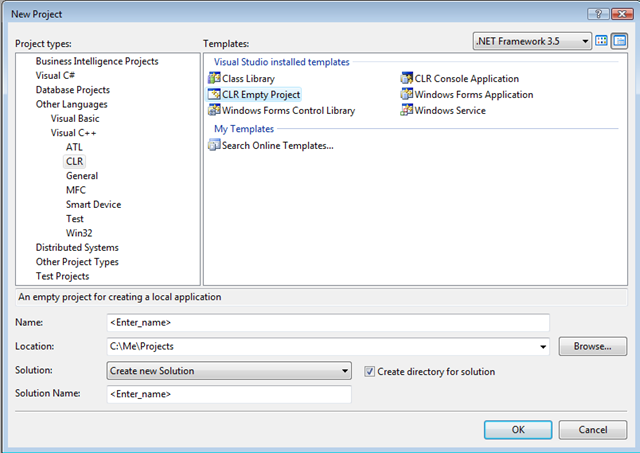 New Project
Project types:
Templates:
.NET Framework 3.5
Business Intelligence Projects
Visual C#
Database Projects
Other Languages
Visual Basic
Visual C++
ATL
CLR
General
MFC
Smart Device
Test
Win32
Distributed Systems
Other Project Types
Test Projects
Visual Studio installed templates
Class Library
CLR Console Application
CLR Empty Project
Windows Forms Application
Windows Forms Control Library
Windows Service
My Templates
Search Online Templates...
An empty project for creating a local application
Name:
<Enter_name>
Location:
C:\Me\Projects
Browse...
Solution:
Create new Solution
Create directory for solution
Solution Name:
<Enter_name>
OK
Cancel